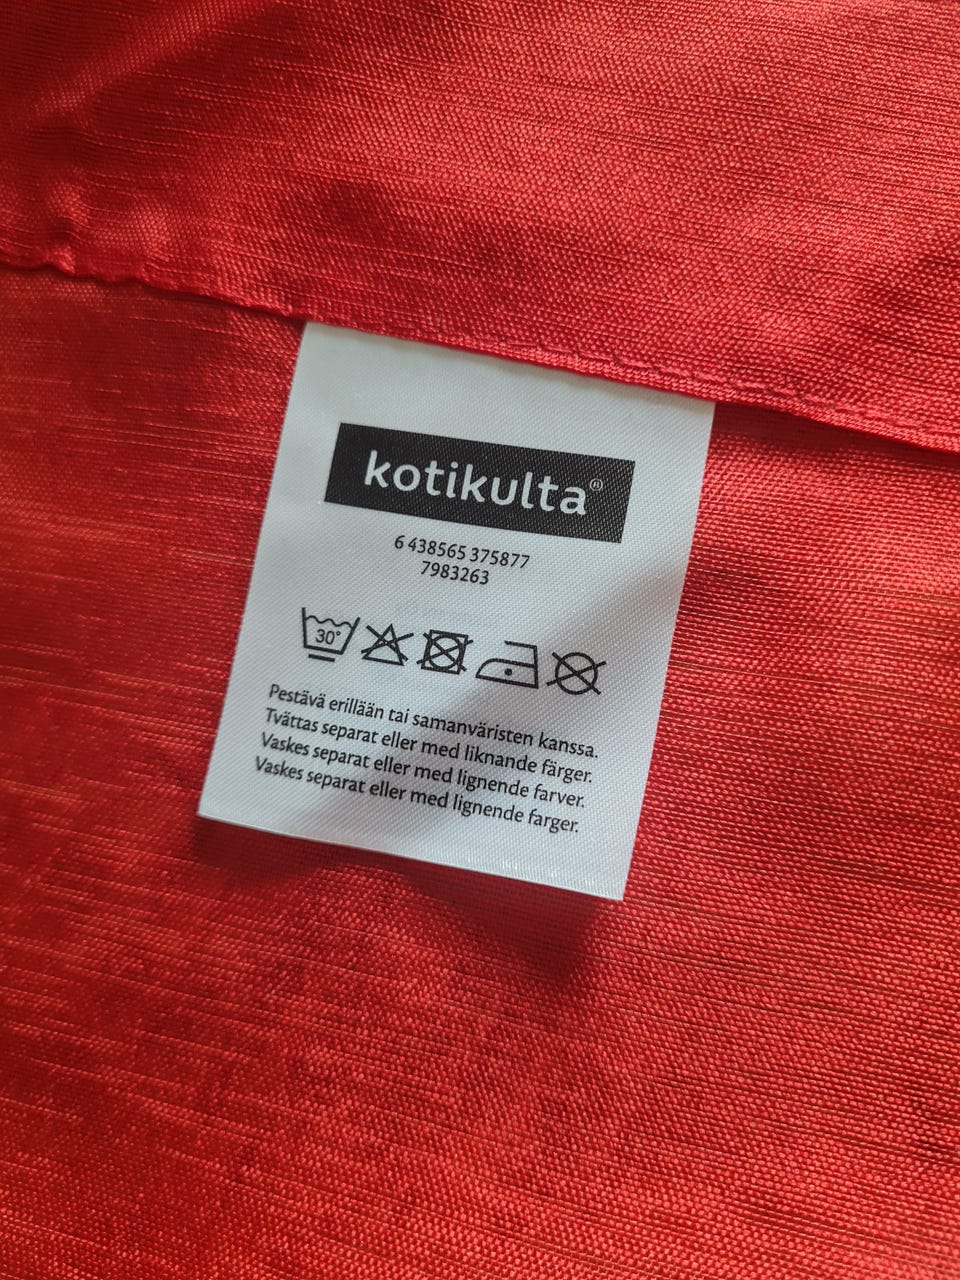 kotikulta®
6 438565 375877
7983263
30°
Pestävä erillään tai samanväristen kanssa.
Tvättas separat eller med liknande färger.
Vaskes separat eller med lignende farver.
Vaskes separat eller med lignende farger.